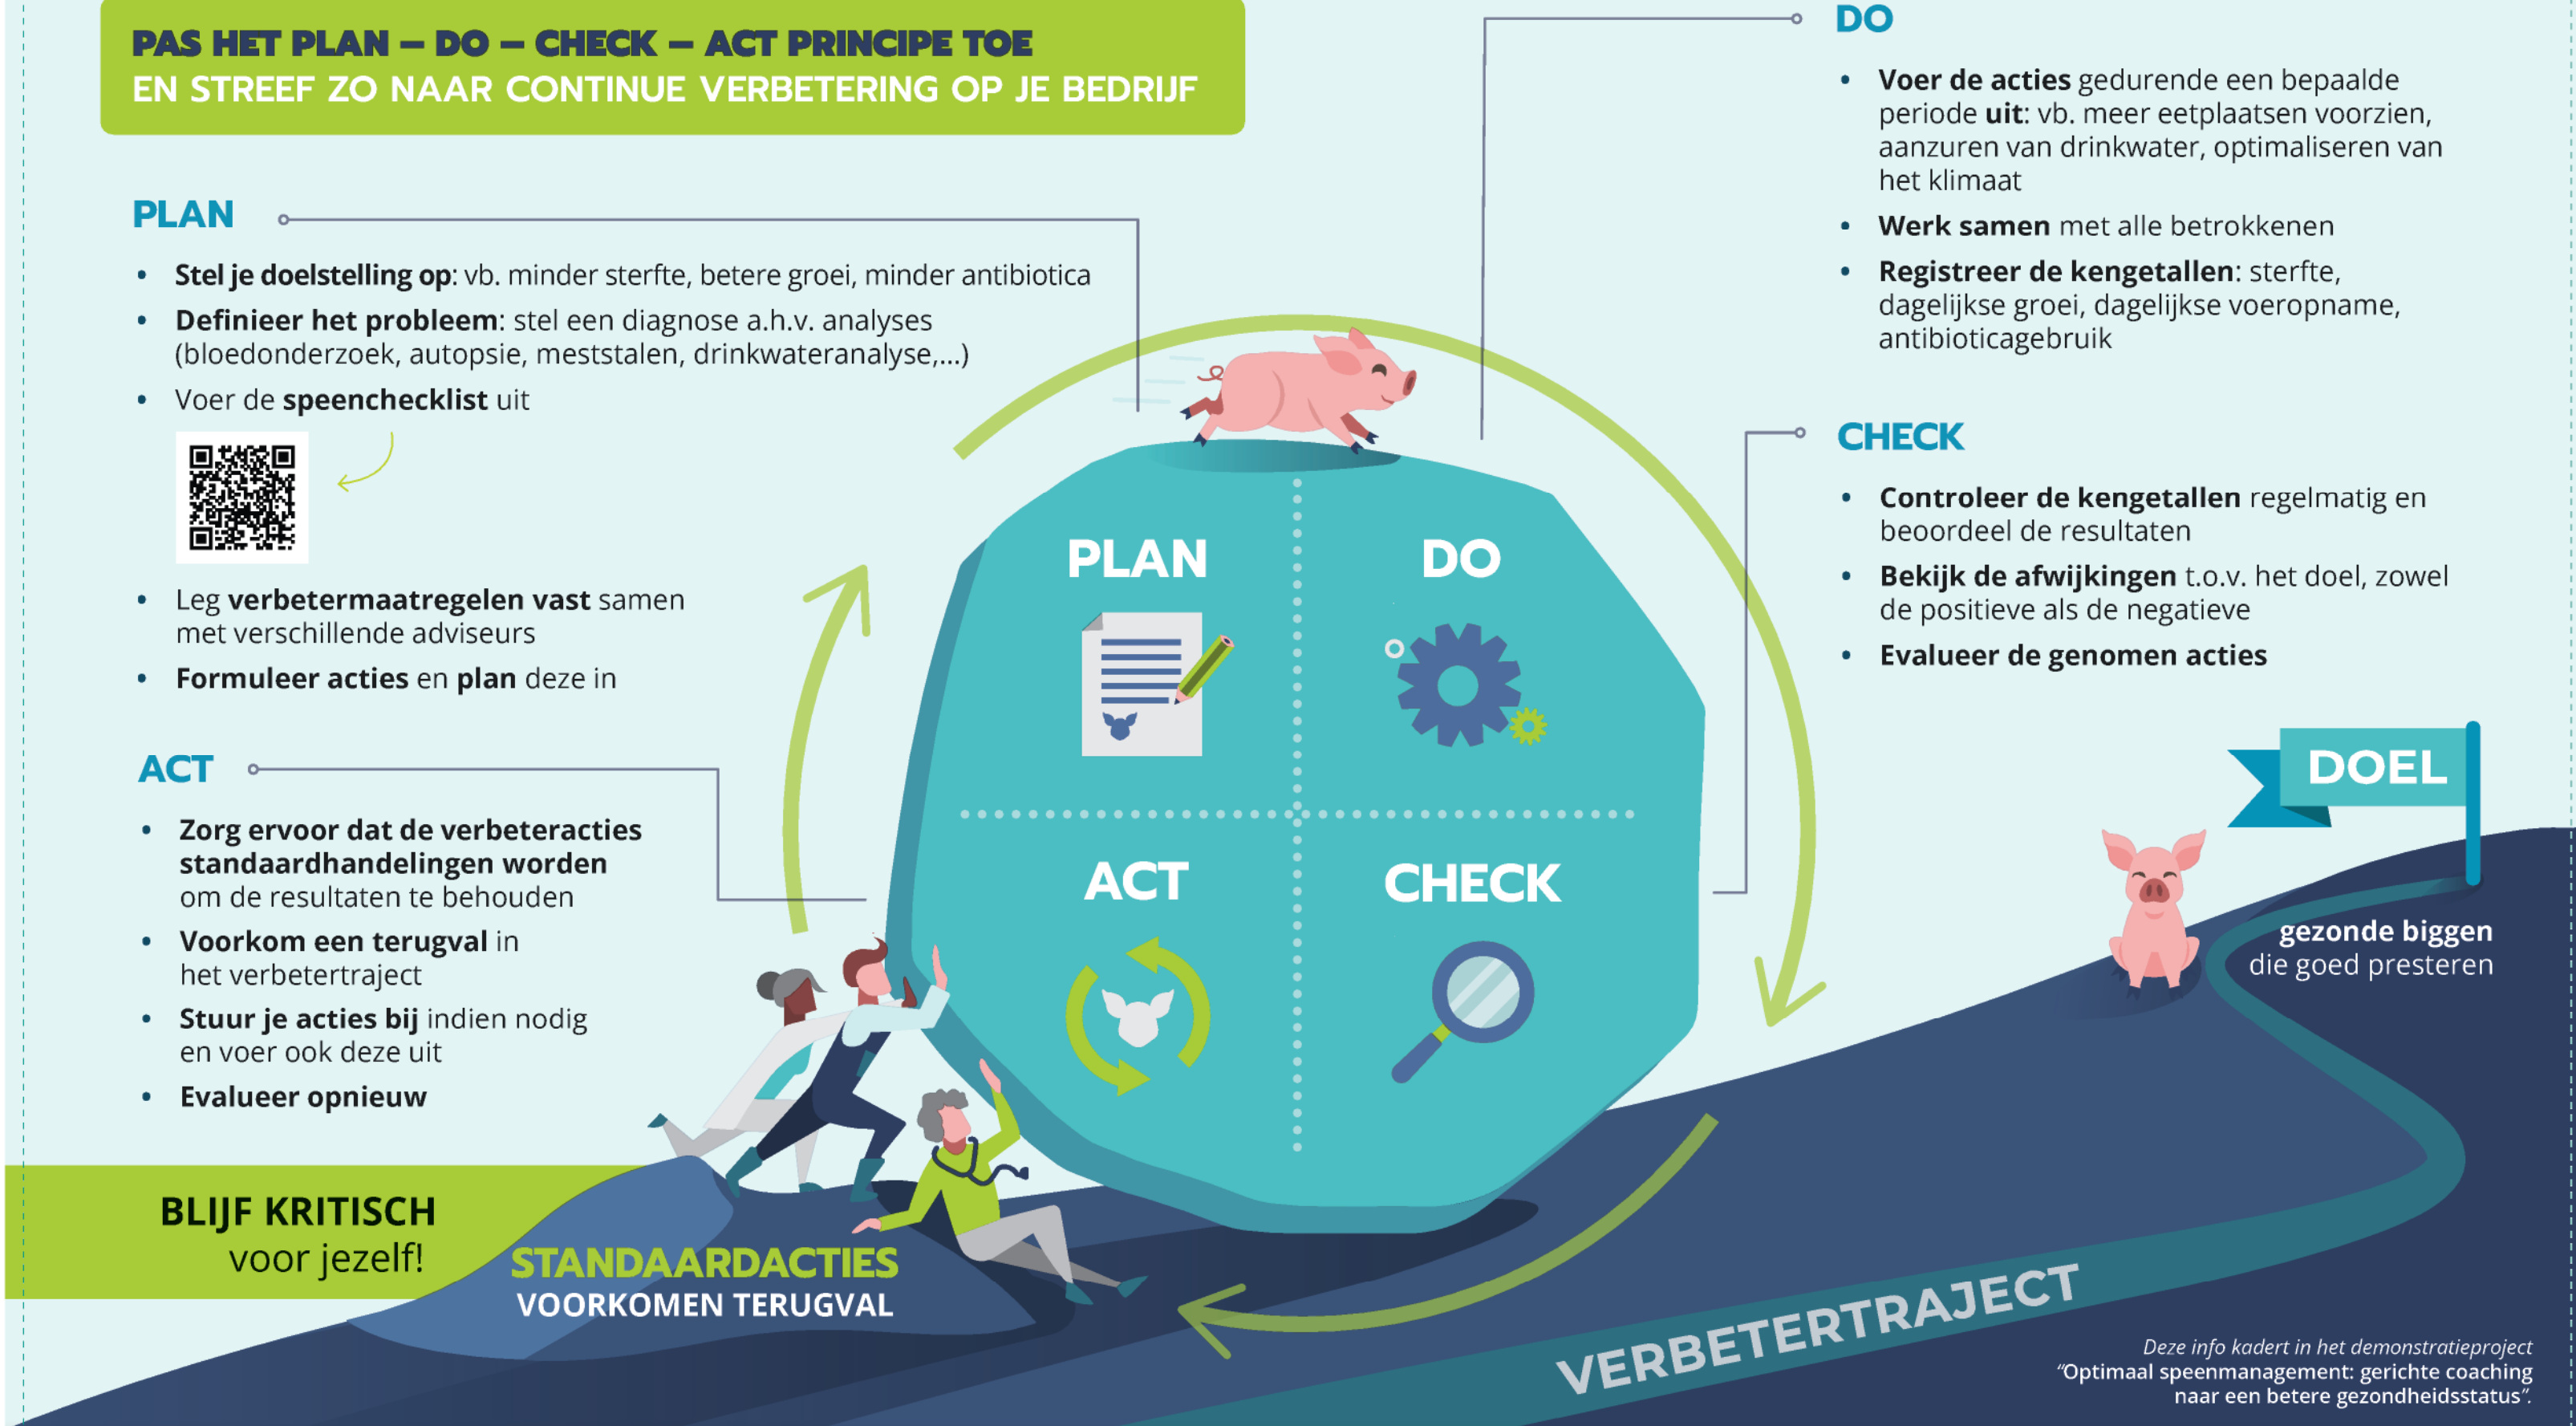 PAS HET PLAN – DO – CHECK – ACT PRINCIPE TOE
EN STREEF ZO NAAR CONTINUE VERBETERING OP JE BEDRIJF
PLAN
• Stel je doelstelling op: vb. minder sterfte, betere groei, minder antibiotica
• Definieer het probleem: stel een diagnose a.h.v. analyses
(bloedonderzoek, autopsie, meststalen, drinkwateranalyse,...)
• Voer de speenchecklist uit
• Leg verbetermaatregelen vast samen
met verschillende adviseurs
• Formuleer acties en plan deze in
DO
• Voer de acties gedurende een bepaalde
periode uit: vb. meer eetplaatsen voorzien,
aanzuren van drinkwater, optimaliseren van
het klimaat
• Werk samen met alle betrokkenen
• Registreer de kengetallen: sterfte,
dagelijkse groei, dagelijkse voeropname,
antibioticagebruik
CHECK
• Controleer de kengetallen regelmatig en
beoordeel de resultaten
• Bekijk de afwijkingen t.o.v. het doel, zowel
de positieve als de negatieve
• Evalueer de genomen acties
ACT
• Zorg ervoor dat de verbeteracties
standaardhandelingen worden
om de resultaten te behouden
• Voorkom een terugval in
het verbetertraject
• Stuur je acties bij indien nodig
en voer ook deze uit
• Evalueer opnieuw
PLAN
DO
ACT
CHECK
DOEL
gezonde biggen
die goed presteren
BLIJF KRITISCH
voor jezelf!
STANDAARDACTIES
VOORKOMEN TERUGVAL
VERBETERTRAJECT
Deze info kadert in het demonstratieproject
“Optimaal speenmanagement: gerichte coaching
naar een betere gezondheidsstatus”.